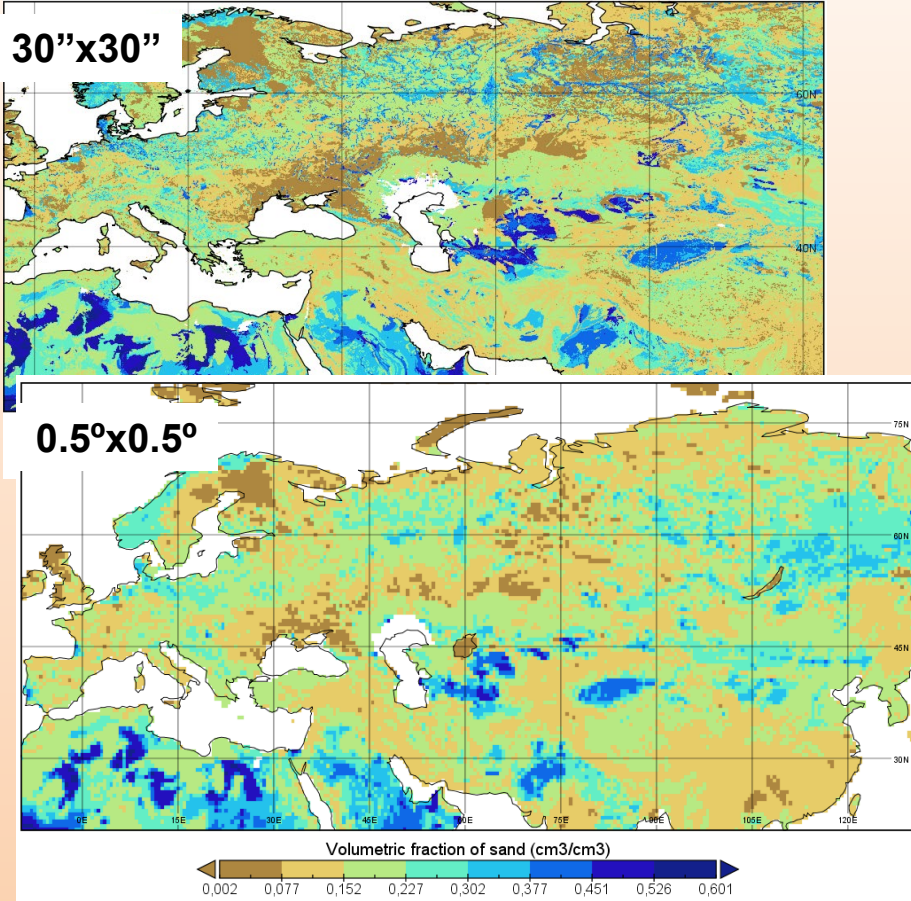 30”x30”
60N
40N
0.5ºx0.5º
75N
60N
45N
30N
0E 15E 30E 45E 60E 75E 90E 105E 120E
Volumetric fraction of sand (cm3/cm3)
0,002 0,077 0,152 0,227 0,302 0,377 0,451 0,526 0,601